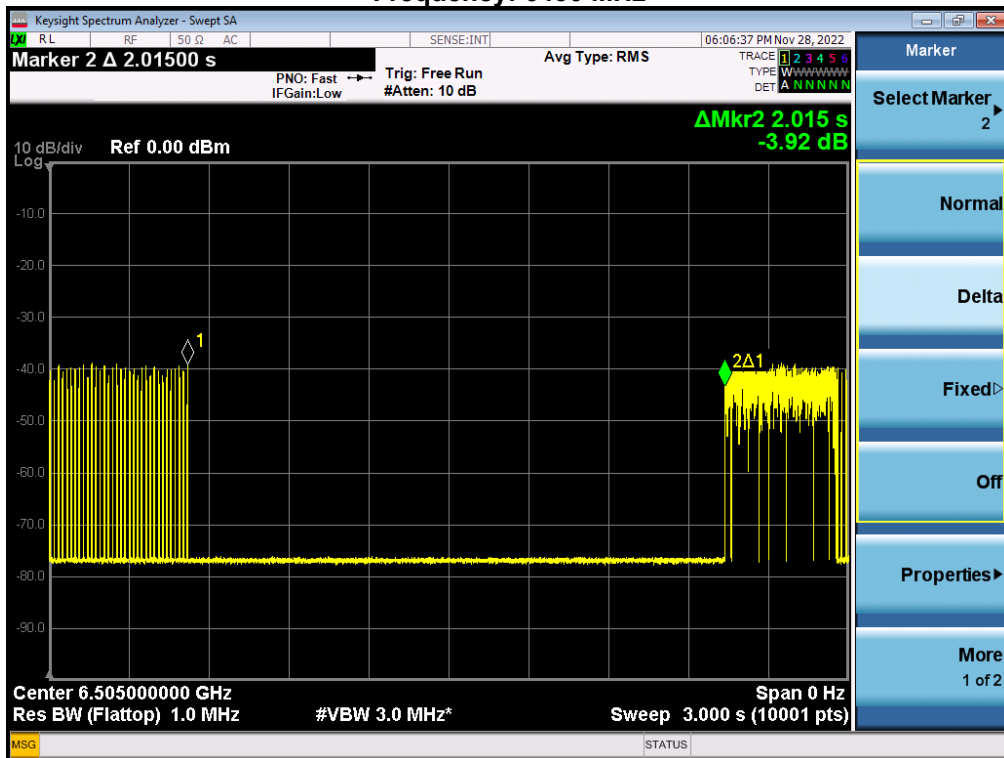 Keysight Spectrum Analyzer - Swept SA
LXI RL RF 50 Ω AC SENSE:INT 06:06:37 PM Nov 28, 2022
Marker 2 Δ 2.01500 s
PNO: Fast
IFGain:Low
Trig: Free Run
#Atten: 10 dB
Avg Type: RMS
TRACE 1 2 3 4 5 6
TYPE WWWWWW
DET A N N N N N
ΔMkr2 2.015 s
-3.92 dB
10 dB/div Ref 0.00 dBm
Log
-10.0
-20.0
-30.0
-40.0
-50.0
-60.0
-70.0
-80.0
-90.0
1
2Δ1
Center 6.505000000 GHz Span 0 Hz
Res BW (Flattop) 1.0 MHz #VBW 3.0 MHz* Sweep 3.000 s (10001 pts)
MSG STATUS
Marker
Select Marker
2
Normal
Delta
Fixed
Off
Properties
More
1 of 2